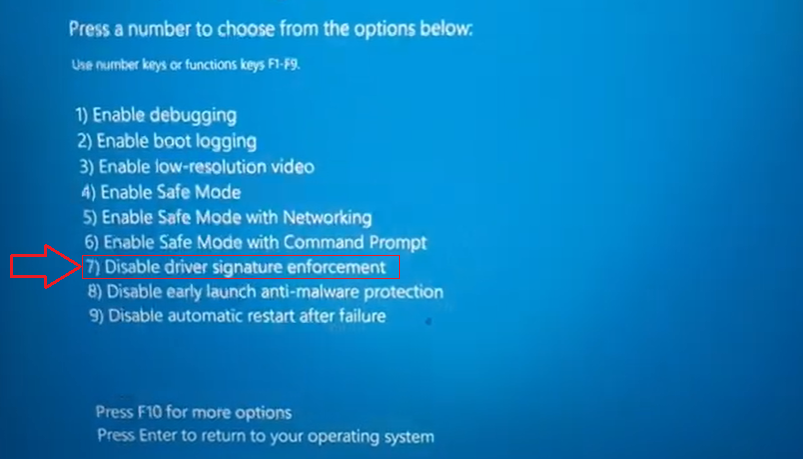 Press a number to choose from the options below:
Use number keys or functions keys F1-F9.
1) Enable debugging
2) Enable boot logging
3) Enable low-resolution video
4) Enable Safe Mode
5) Enable Safe Mode with Networking
6) Enable Safe Mode with Command Prompt
7) Disable driver signature enforcement
8) Disable early launch anti-malware protection
9) Disable automatic restart after failure
Press F10 for more options
Press Enter to return to your operating system